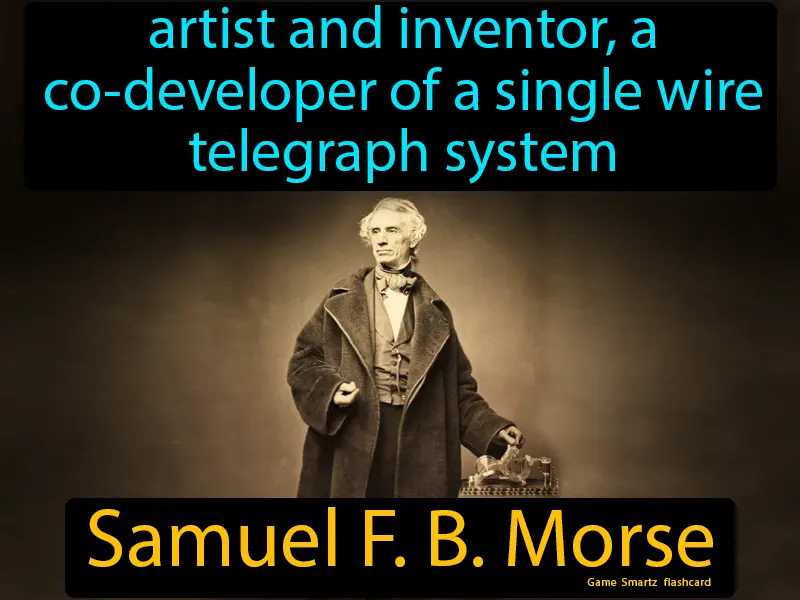 artist and inventor, a
co-developer of a single wire
telegraph system
Samuel F. B. Morse
Game Smartz flashcard